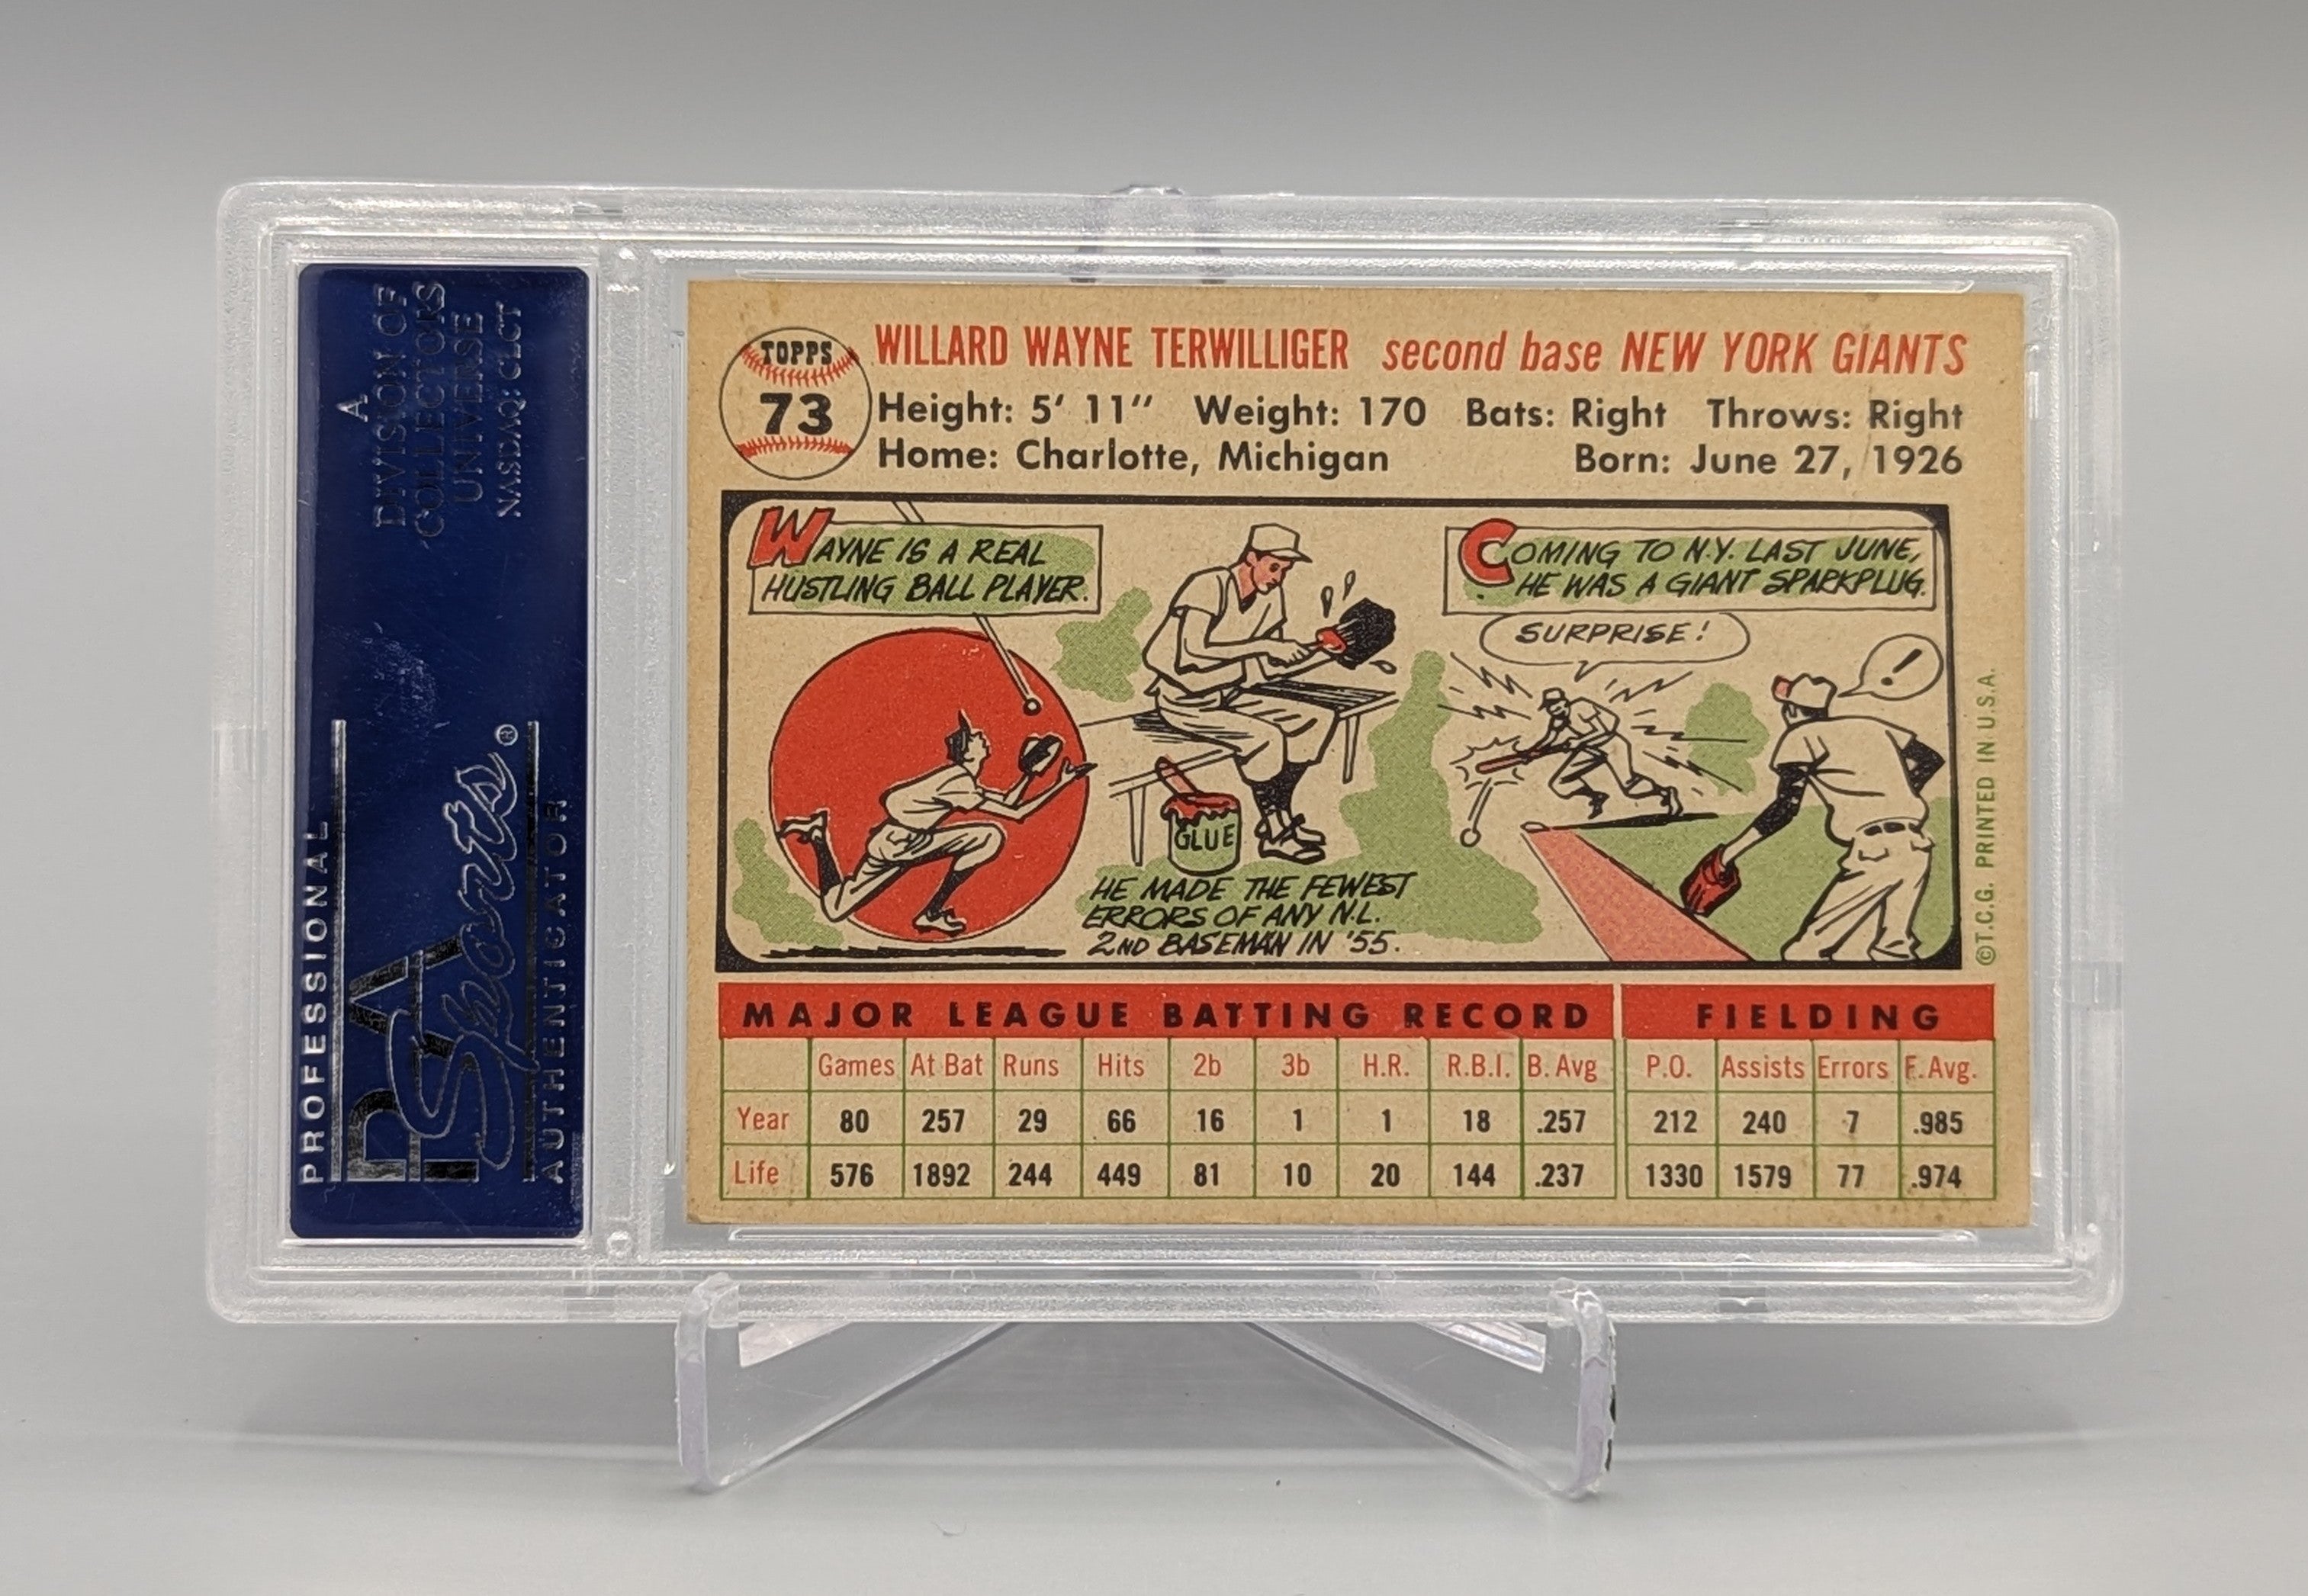 A
DIVISION OF
COLLECTORS
UNIVERSE
NASDAQ: CLCT
PROFESSIONAL
PSA
Sports®
AUTHENTICATOR
TOPPS
73
WILLARD WAYNE TERWILLIGER second base NEW YORK GIANTS
Height: 5' 11" Weight: 170 Bats: Right Throws: Right
Home: Charlotte, Michigan Born: June 27, 1926
WAYNE IS A REAL
HUSTLING BALL PLAYER.
GLUE
HE MADE THE FEWEST
ERRORS OF ANY N.L.
2ND BASEMAN IN '55.
COMING TO N.Y. LAST JUNE,
HE WAS A GIANT SPARKPLUG.
SURPRISE!
!
©T.C.G. PRINTED IN U.S.A.
MAJOR LEAGUE BATTING RECORD FIELDING
Games At Bat Runs Hits 2b 3b H.R. R.B.I. B. Avg P.O. Assists Errors F. Avg.
Year 80 257 29 66 16 1 1 18 .257 212 240 7 .985
Life 576 1892 244 449 81 10 20 144 .237 1330 1579 77 .974